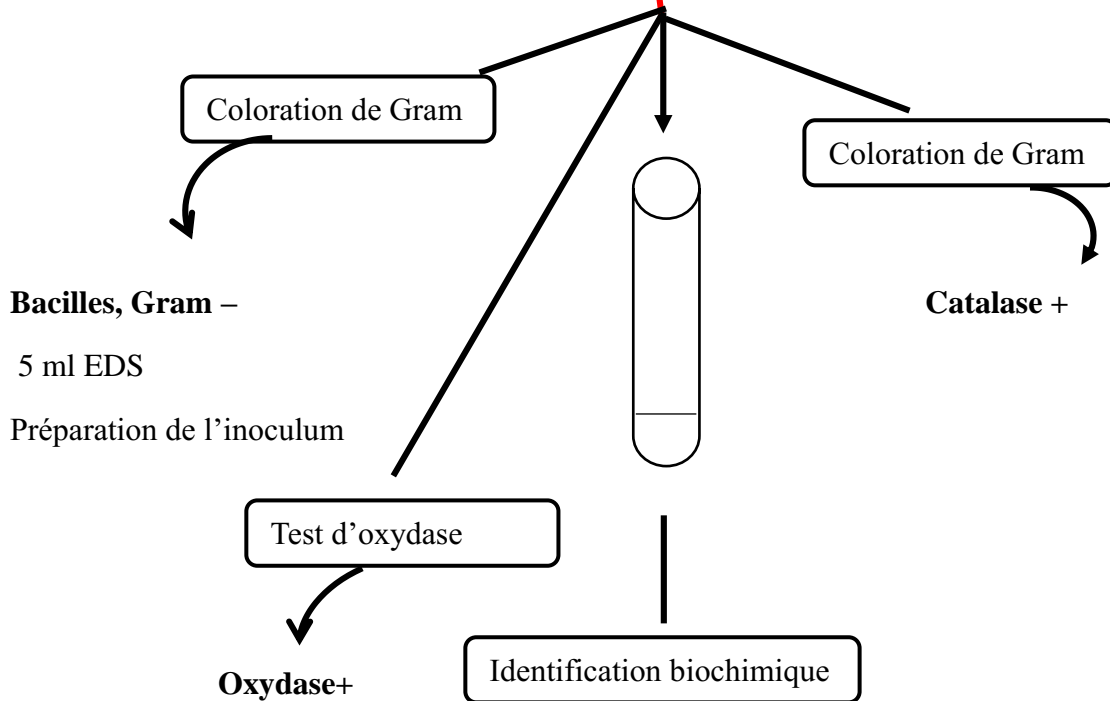 Coloration de Gram
Coloration de Gram
Bacilles, Gram –
Catalase +
5 ml EDS
Préparation de l’inoculum
Test d’oxydase
Identification biochimique
Oxydase+